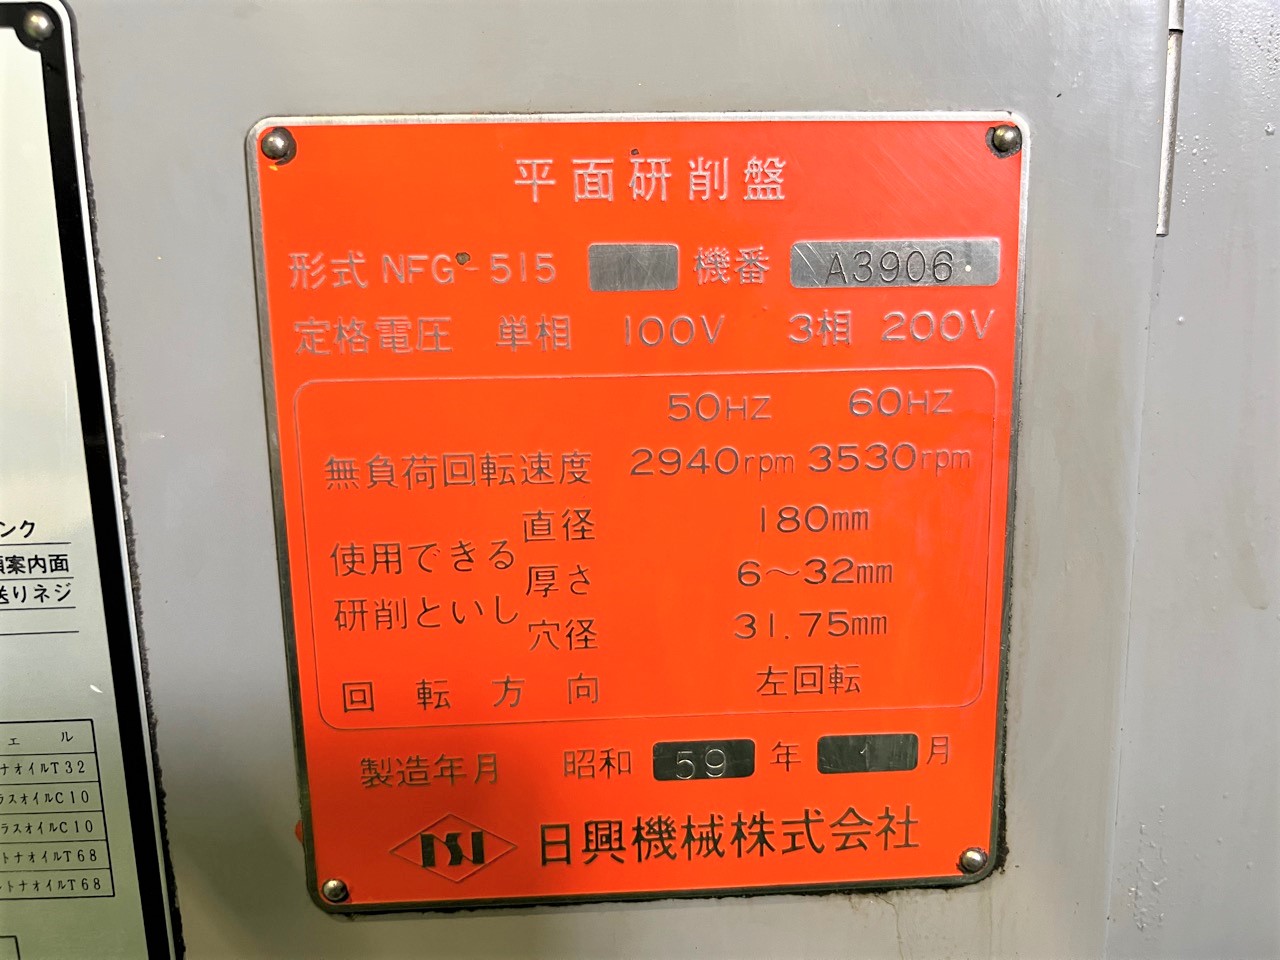 平面研削盤
形式 NFG-515 機番 A3906
定格電圧 単相 100V 3相 200V
50HZ 60HZ
無負荷回転速度 2940rpm 3530rpm
使用できる研削といし
直径 180mm
厚さ 6～32mm
穴径 31.75mm
回転方向 左回転
製造年月 昭和 59 年 1 月
NSJ 日興機械株式会社
ンク
案内面
送りネジ
ェル
ナオイルT32
ラスオイルC10
ラスオイルC10
トナオイルT68
トナオイルT68